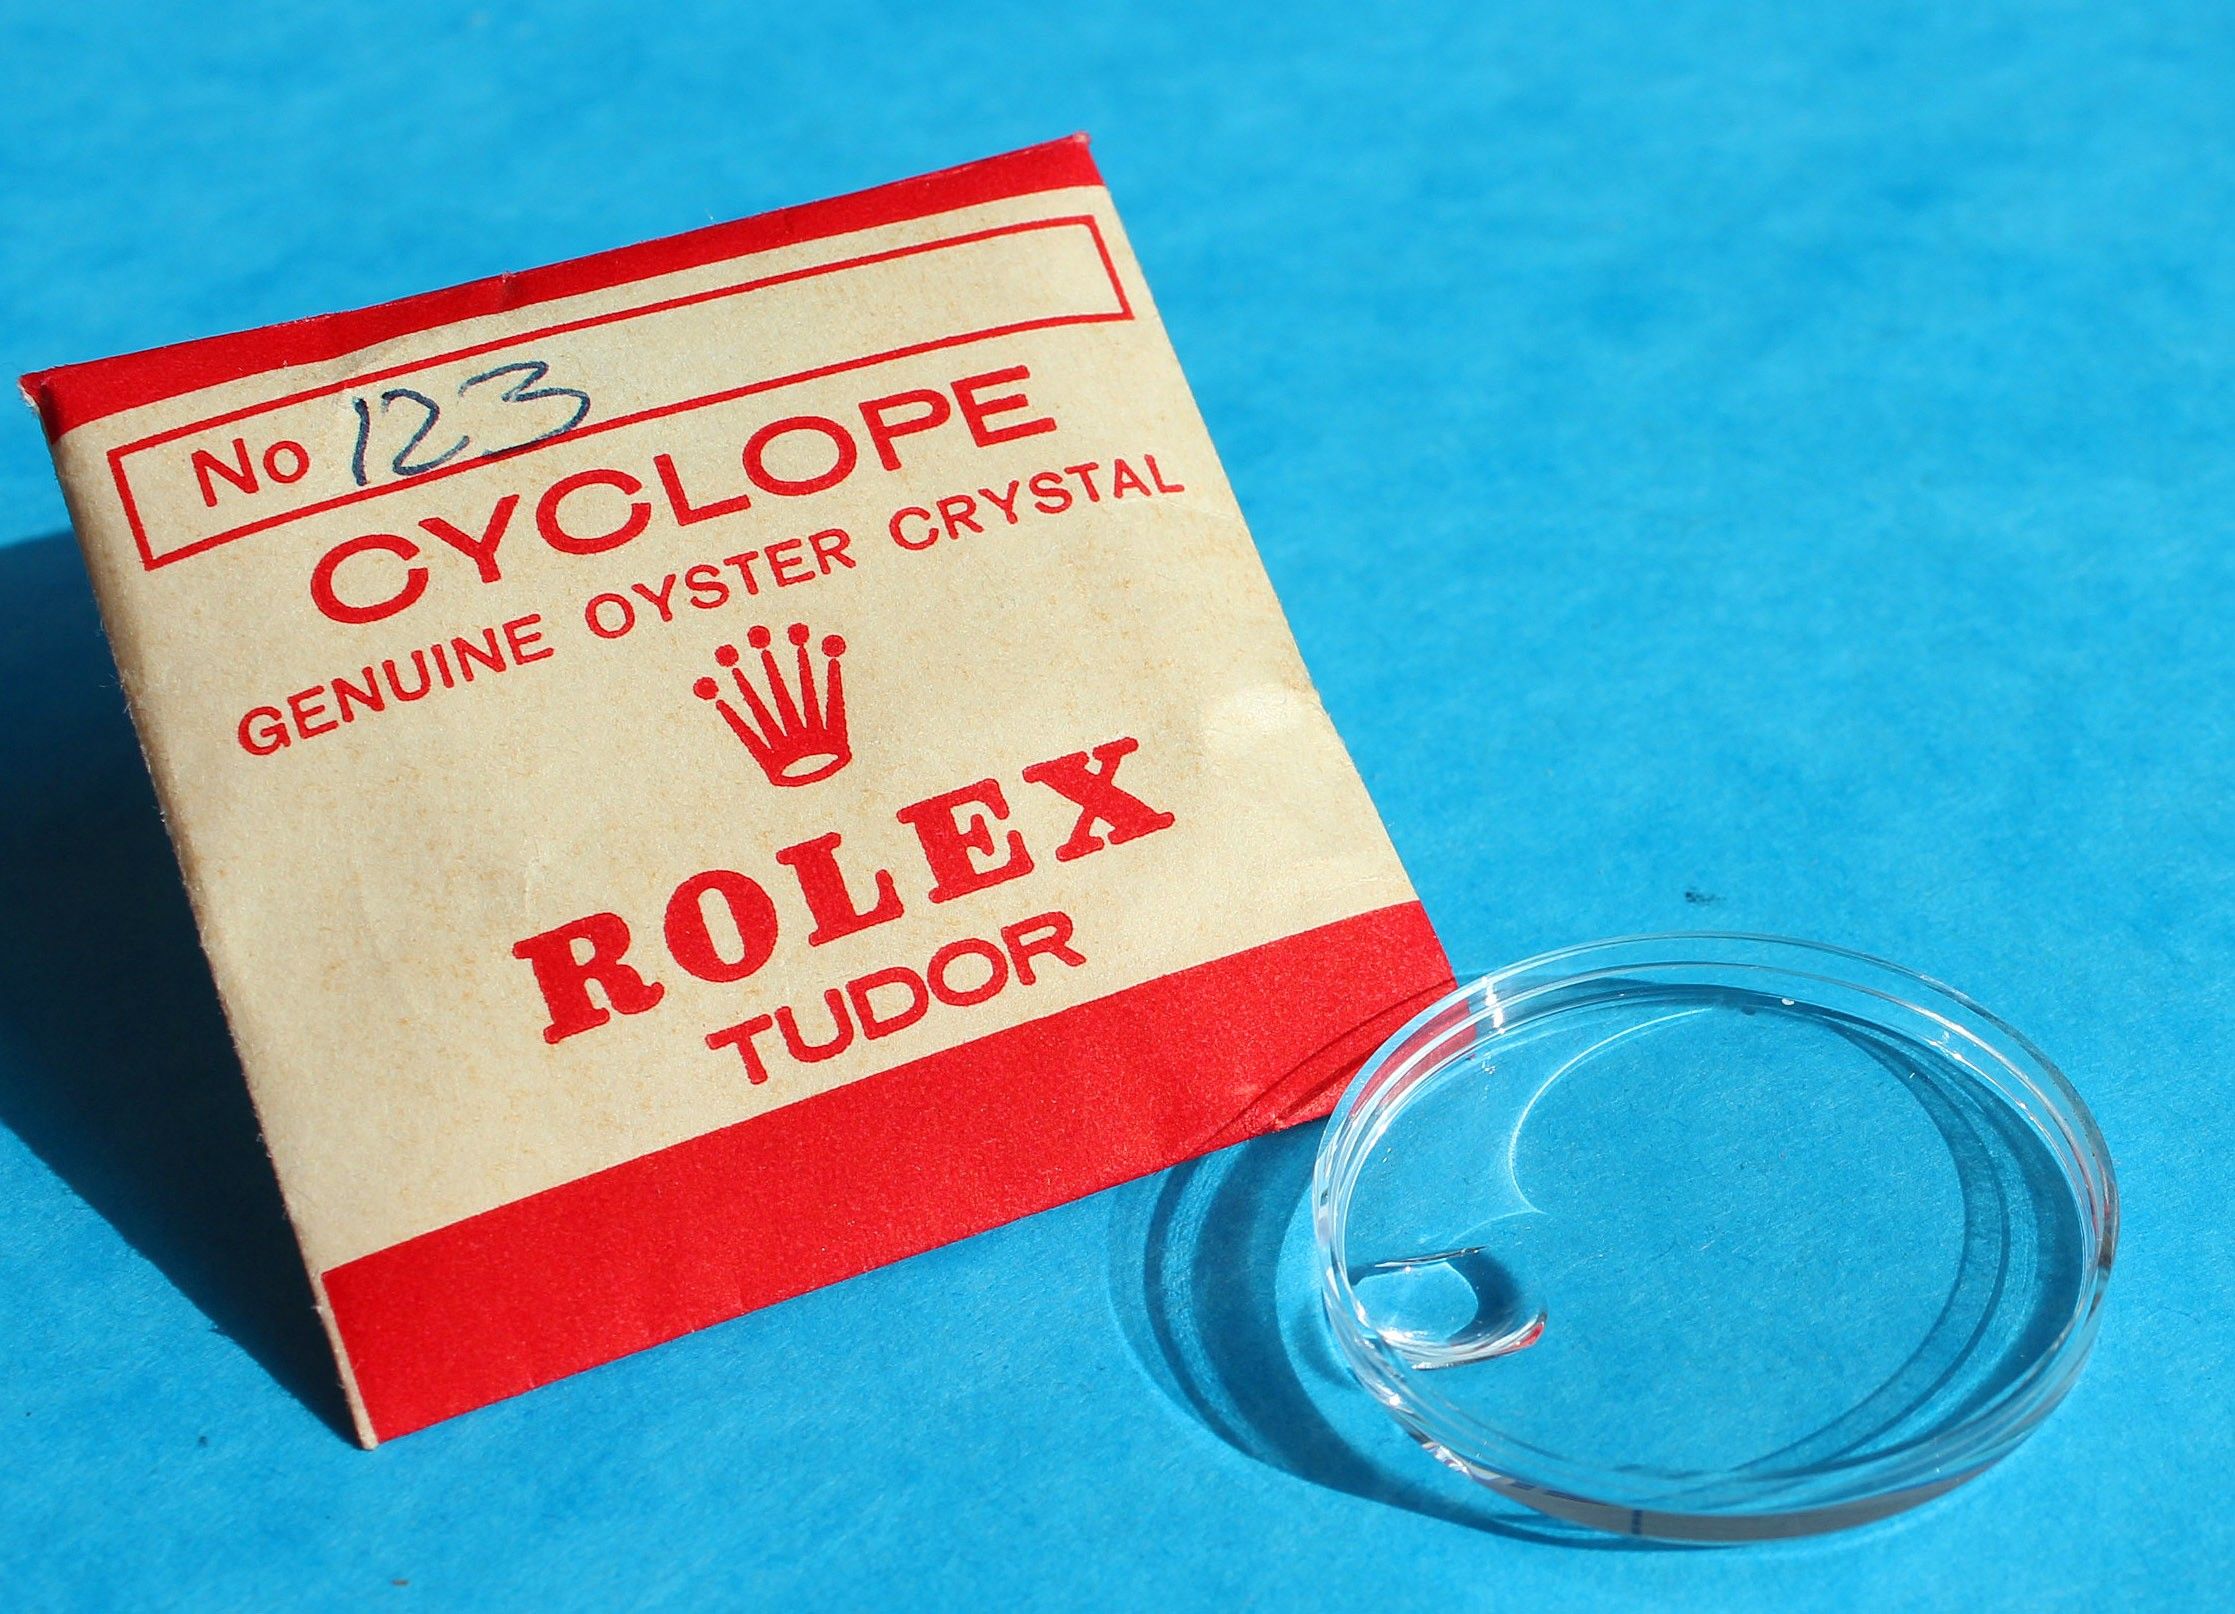 No 123
CYCLOPE
GENUINE OYSTER CRYSTAL
ROLEX
TUDOR